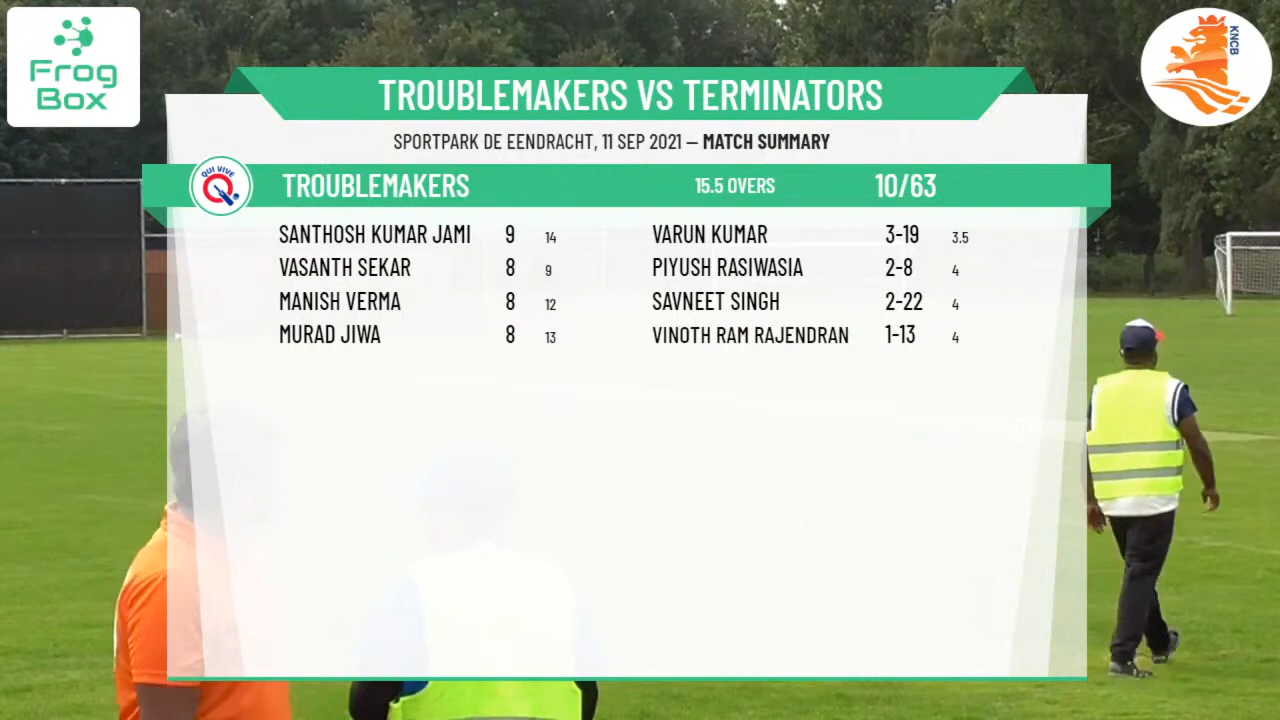 Frog
Box
KNCB
TROUBLEMAKERS VS TERMINATORS
SPORTPARK DE EENDRACHT, 11 SEP 2021 – MATCH SUMMARY
QUI VIVE
TROUBLEMAKERS 15.5 OVERS 10/63
SANTHOSH KUMAR JAMI 9 14 VARUN KUMAR 3-19 3.5
VASANTH SEKAR 8 9 PIYUSH RASIWASIA 2-8 4
MANISH VERMA 8 12 SAVNEET SINGH 2-22 4
MURAD JIWA 8 13 VINOTH RAM RAJENDRAN 1-13 4